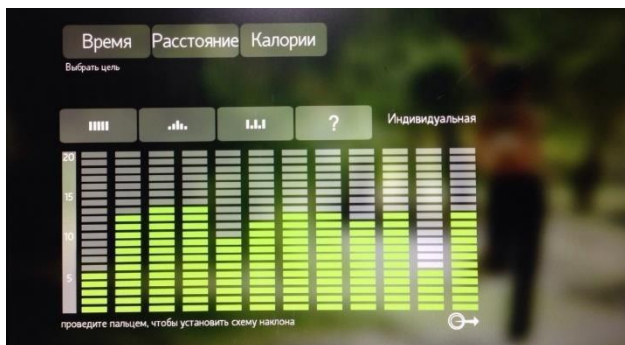 Время Расстояние Калории
Выбрать цель
?
Индивидуальная
20
15
10
5
проведите пальцем, чтобы установить схему наклона